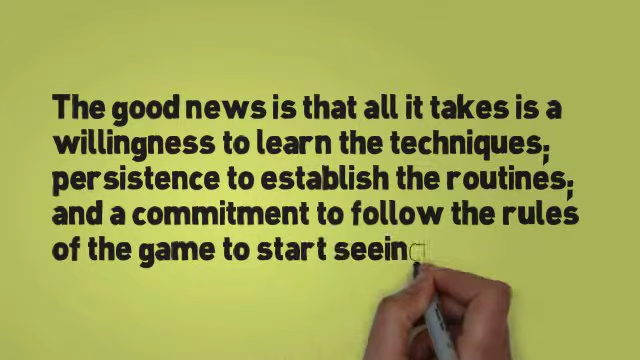 The good news is that all it takes is a
willingness to learn the techniques;
persistence to establish the routines;
and a commitment to follow the rules
of the game to start seeing